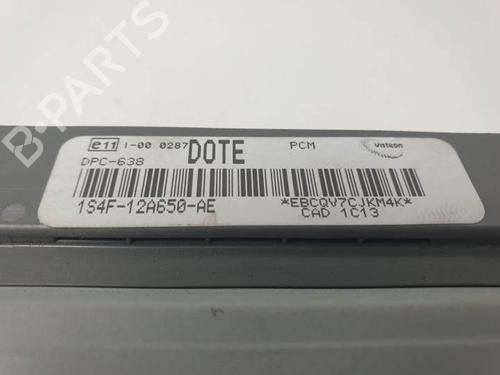 e11 I-00 0287 DOTE PCM Visteon
DPC-638
1S4F-12A650-AE *EBCQV7CJKM4K*
CAD 1C13
B PARTS